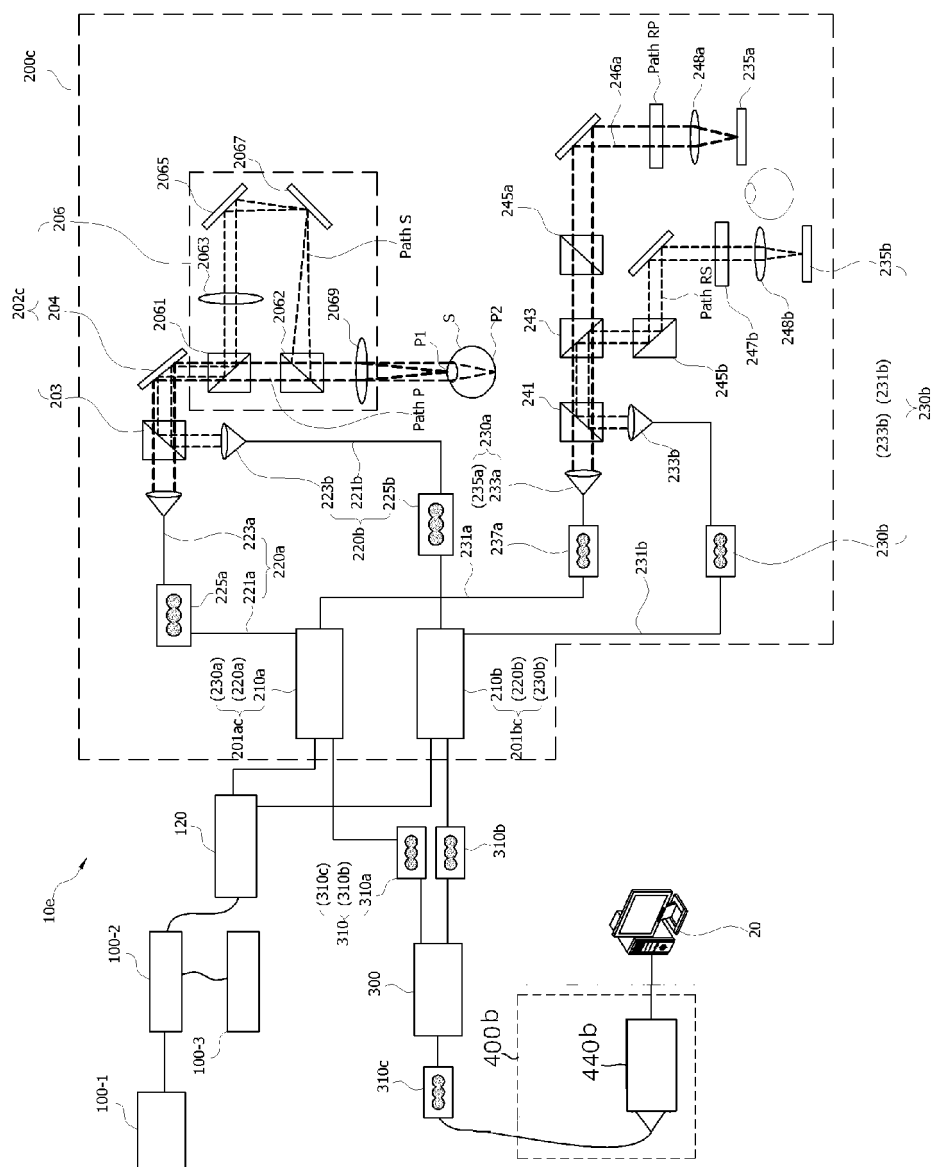 10e
200c
100-1
100-2
100-3
120
202c
203
204
206
2061
2062
2063
2065
2067
2069
Path S
Path P
P1
S
P2
223a
221a
220a
225a
223b
221b
225b
220b
(230a)
(220a)
210a
201ac
210b
(220b)
(230b)
201bc
231a
237a
(235a)
233a
230a
241
243
245a
245b
246a
Path RP
248a
235a
Path RS
247b
248b
235b
233b
231b
230b
(233b) (231b)
230b
(310c)
(310b)
310a
310
310b
300
310c
400b
440b
20